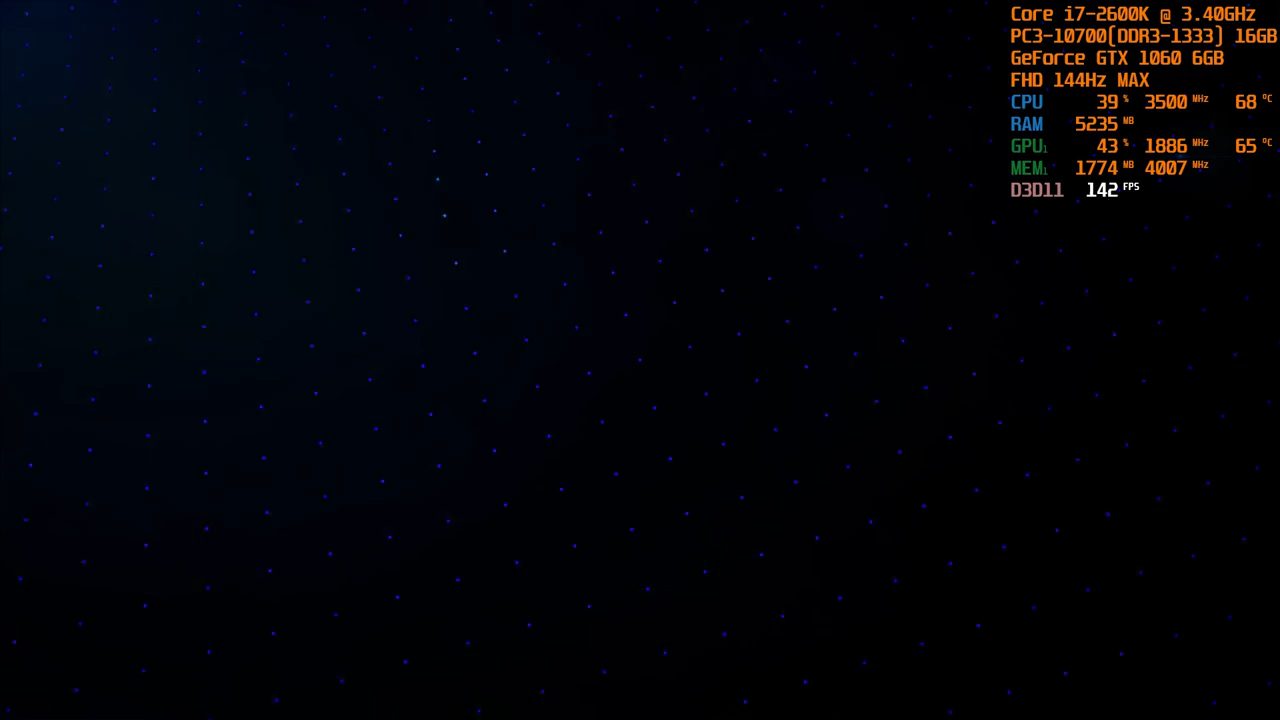 Core i7-2600K @ 3.40GHz
PC3-10700(DDR3-1333) 16GB
GeForce GTX 1060 6GB
FHD 144Hz MAX
CPU 39 % 3500 MHz 68 °C
RAM 5235 MB
GPU1 43 % 1886 MHz 65 °C
MEM1 1774 MB 4007 MHz
D3D11 142 FPS